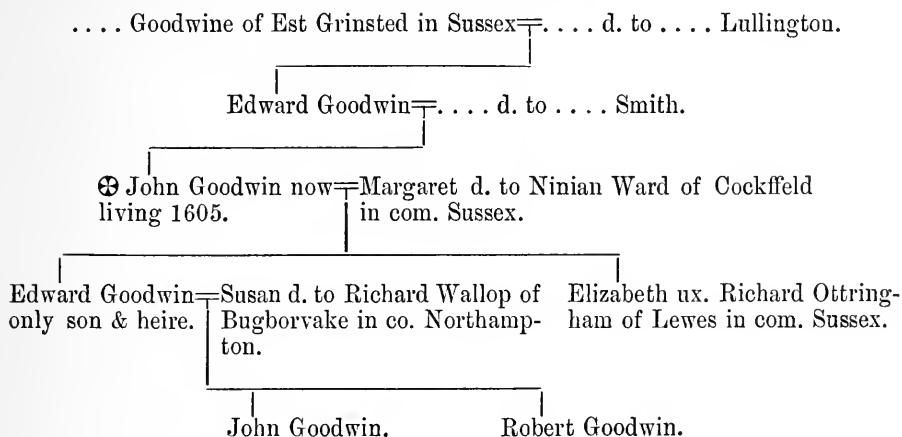 .... Goodwine of Est Grinsted in Sussex=.... d. to .... Lullington.
Edward Goodwin=.... d. to .... Smith.
✠ John Goodwin now=Margaret d. to Ninian Ward of Cockffeld
living 1605. in com. Sussex.
Edward Goodwin=Susan d. to Richard Wallop of Elizabeth ux. Richard Ottring-
only son & heire. Bugborvake in co. Northamp- ham of Lewes in com. Sussex.
ton.
John Goodwin. Robert Goodwin.